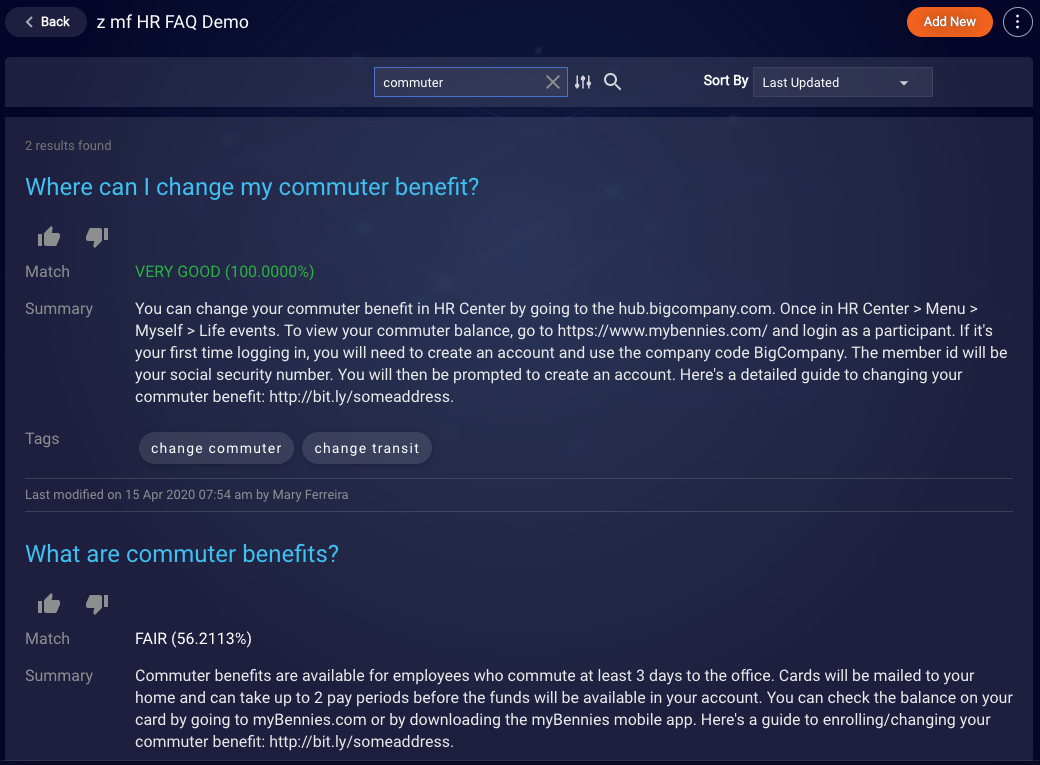 Back z mf HR FAQ Demo Add New
commuter Sort By Last Updated
2 results found
Where can I change my commuter benefit?
Match VERY GOOD (100.0000%)
Summary You can change your commuter benefit in HR Center by going to the hub.bigcompany.com. Once in HR Center > Menu >
Myself > Life events. To view your commuter balance, go to https://www.mybennies.com/ and login as a participant. If it's
your first time logging in, you will need to create an account and use the company code BigCompany. The member id will be
your social security number. You will then be prompted to create an account. Here's a detailed guide to changing your
commuter benefit: http://bit.ly/someaddress.
Tags change commuter change transit
Last modified on 15 Apr 2020 07:54 am by Mary Ferreira
What are commuter benefits?
Match FAIR (56.2113%)
Summary Commuter benefits are available for employees who commute at least 3 days to the office. Cards will be mailed to your
home and can take up to 2 pay periods before the funds will be available in your account. You can check the balance on your
card by going to myBennies.com or by downloading the myBennies mobile app. Here's a guide to enrolling/changing your
commuter benefit: http://bit.ly/someaddress.